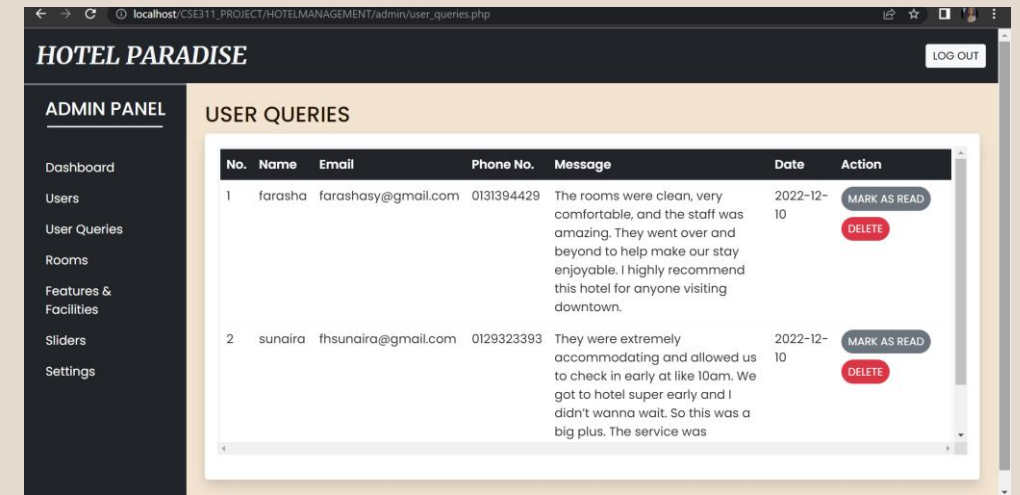 localhost/CSE311_PROJECT/HOTELMANAGEMENT/admin/user_queries.php
HOTEL PARADISE
LOG OUT
ADMIN PANEL
Dashboard
Users
User Queries
Rooms
Features &
Facilities
Sliders
Settings
USER QUERIES
No. Name Email Phone No. Message Date Action
1 farasha farashasy@gmail.com 0131394429 The rooms were clean, very 2022-12- MARK AS READ
comfortable, and the staff was 10
amazing. They went over and DELETE
beyond to help make our stay
enjoyable. I highly recommend
this hotel for anyone visiting
downtown.
2 sunaira fhsunaira@gmail.com 0129323393 They were extremely 2022-12- MARK AS READ
accommodating and allowed us 10
to check in early at like 10am. We DELETE
got to hotel super early and I
didn't wanna wait. So this was a
big plus. The service was